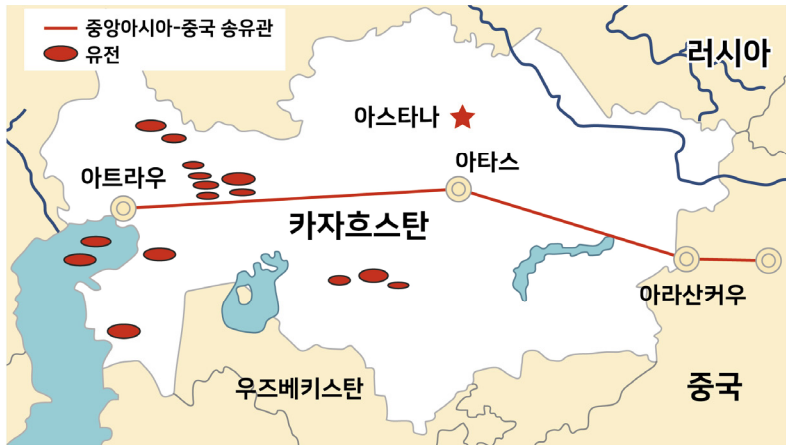 중앙아시아-중국 송유관
유전
러시아
아스타나
아타스
아트라우
카자흐스탄
아라산커우
우즈베키스탄
중국